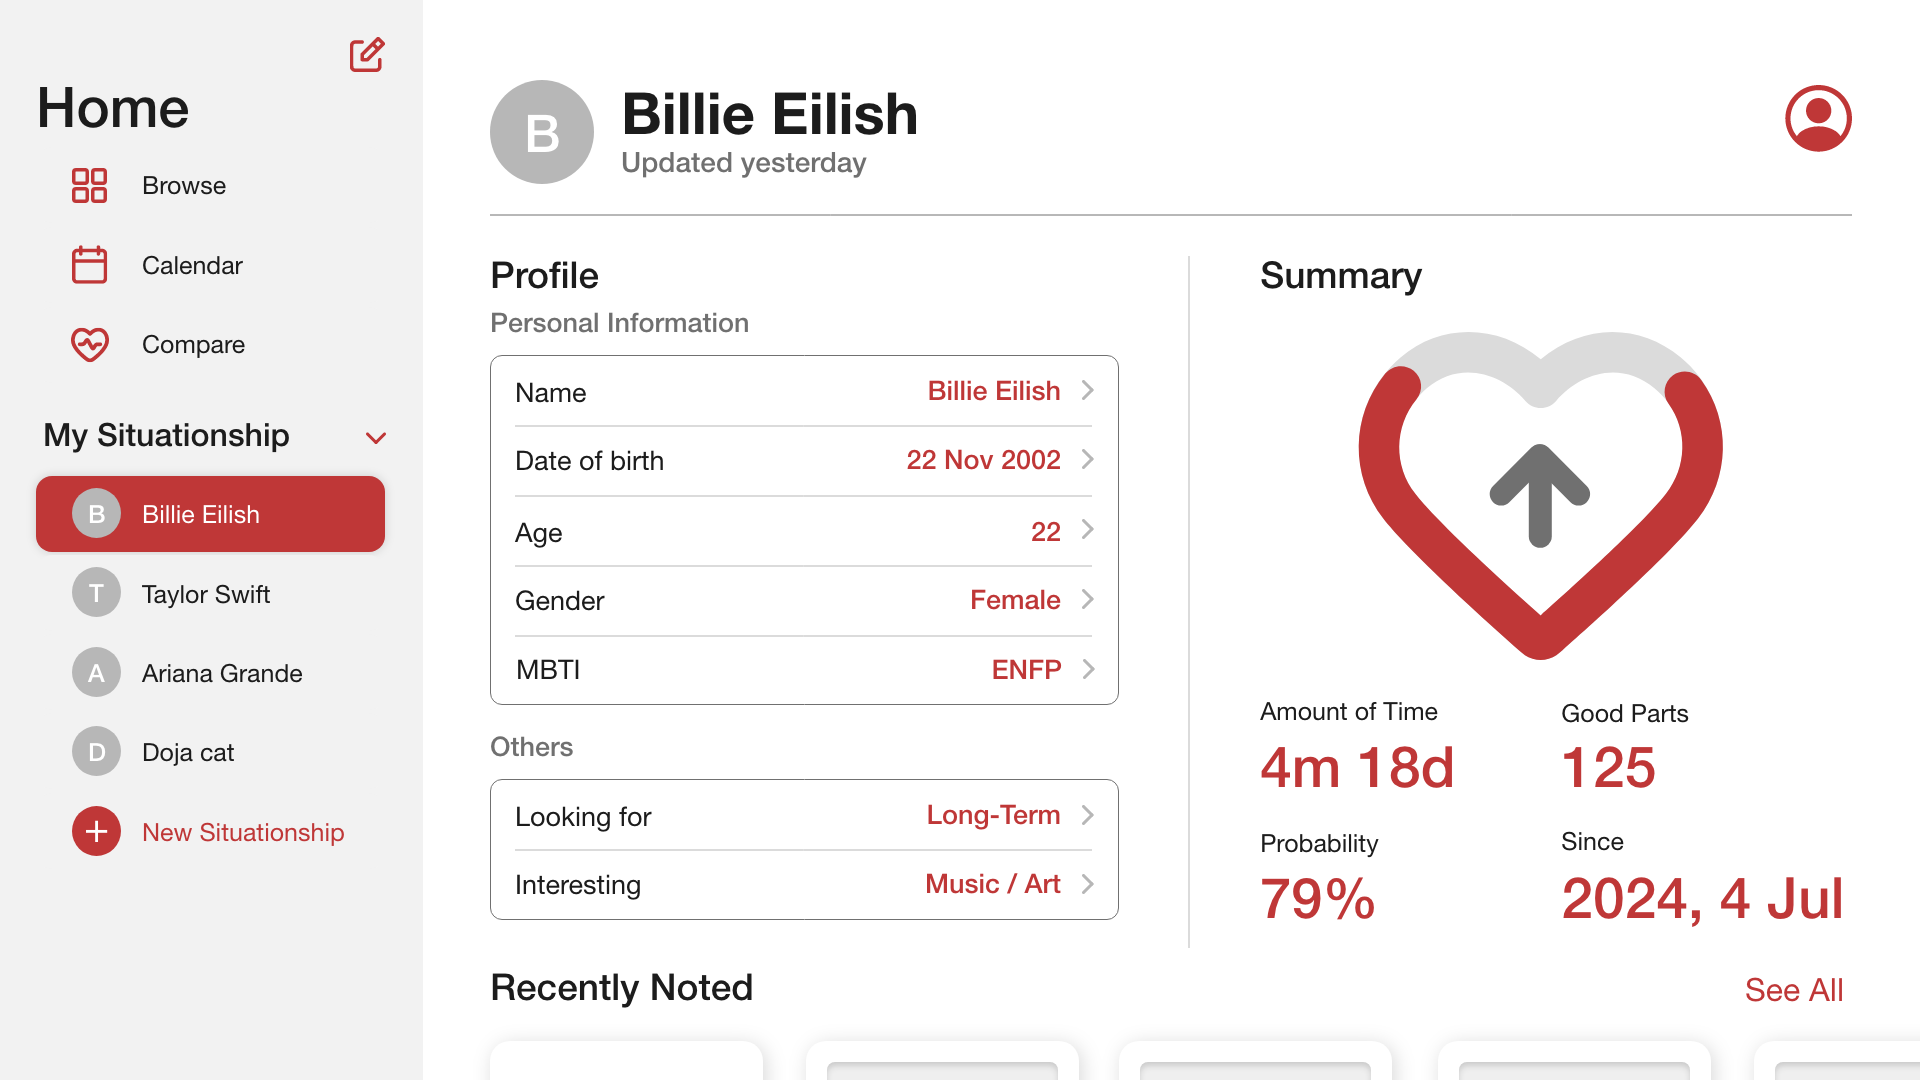 Home
Browse
Calendar
Compare
My Situationship
B Billie Eilish
T Taylor Swift
A Ariana Grande
D Doja cat
New Situationship
B
Billie Eilish
Updated yesterday
Profile
Personal Information
Name Billie Eilish
Date of birth 22 Nov 2002
Age 22
Gender Female
MBTI ENFP
Others
Looking for Long-Term
Interesting Music / Art
Summary
Amount of Time
4m 18d
Good Parts
125
Probability
79%
Since
2024, 4 Jul
Recently Noted
See All